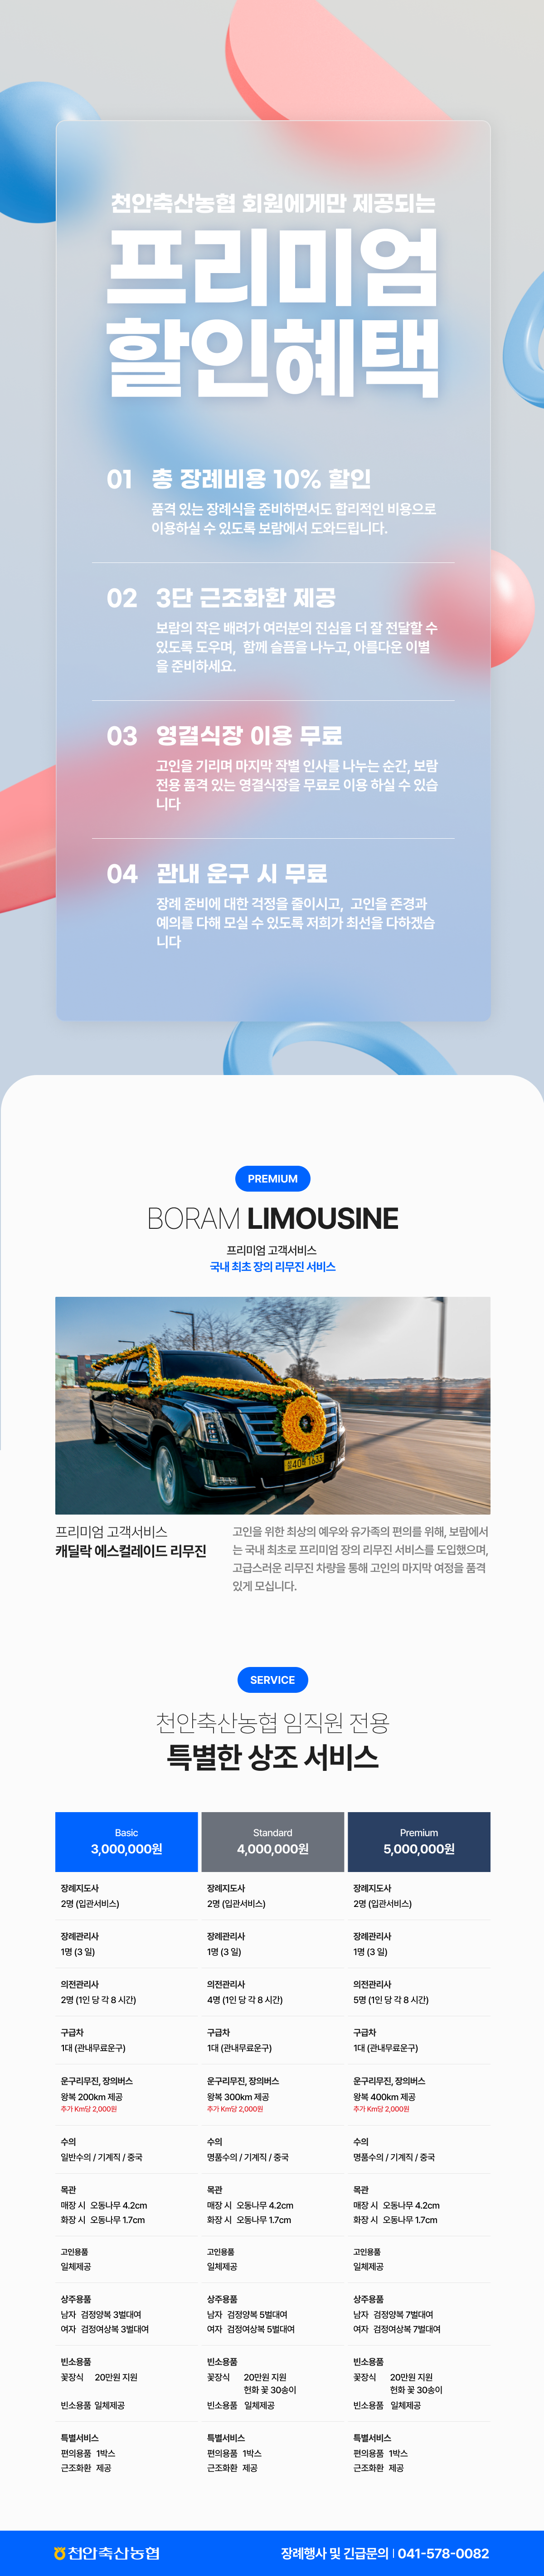 천안축산농협 회원에게만 제공되는
프리미엄
할인혜택
01 총 장례비용 10% 할인
품격 있는 장례식을 준비하면서도 합리적인 비용으로
이용하실 수 있도록 보람에서 도와드립니다.
02 3단 근조화환 제공
보람의 작은 배려가 여러분의 진심을 더 잘 전달할 수
있도록 도우며, 함께 슬픔을 나누고, 아름다운 이별
을 준비하세요.
03 영결식장 이용 무료
고인을 기리며 마지막 작별 인사를 나누는 순간, 보람
전용 품격 있는 영결식장을 무료로 이용 하실 수 있습
니다
04 관내 운구 시 무료
장례 준비에 대한 걱정을 줄이시고, 고인을 존경과
예의를 다해 모실 수 있도록 저희가 최선을 다하겠습
니다
PREMIUM
BORAM LIMOUSINE
프리미엄 고객서비스
국내 최초 장의 리무진 서비스
프리미엄 고객서비스
캐딜락 에스컬레이드 리무진
고인을 위한 최상의 예우와 유가족의 편의를 위해, 보람에서
는 국내 최초로 프리미엄 장의 리무진 서비스를 도입했으며,
고급스러운 리무진 차량을 통해 고인의 마지막 여정을 품격
있게 모십니다.
SERVICE
천안축산농협 임직원 전용
특별한 상조 서비스
Basic Standard Premium
3,000,000원 4,000,000원 5,000,000원
장례지도사 장례지도사 장례지도사
2명 (입관서비스) 2명 (입관서비스) 2명 (입관서비스)
장례관리사 장례관리사 장례관리사
1명 (3 일) 1명 (3 일) 1명 (3 일)
의전관리사 의전관리사 의전관리사
2명 (1인 당 각 8 시간) 4명 (1인 당 각 8 시간) 5명 (1인 당 각 8 시간)
구급차 구급차 구급차
1대 (관내무료운구) 1대 (관내무료운구) 1대 (관내무료운구)
운구리무진, 장의버스 운구리무진, 장의버스 운구리무진, 장의버스
왕복 200km 제공 왕복 300km 제공 왕복 400km 제공
추가 Km당 2,000원 추가 Km당 2,000원 추가 Km당 2,000원
수의 수의 수의
일반수의 / 기계직 / 중국 명품수의 / 기계직 / 중국 명품수의 / 기계직 / 중국
목관 목관 목관
매장 시 오동나무 4.2cm 매장 시 오동나무 4.2cm 매장 시 오동나무 4.2cm
화장 시 오동나무 1.7cm 화장 시 오동나무 1.7cm 화장 시 오동나무 1.7cm
고인용품 고인용품 고인용품
일체제공 일체제공 일체제공
상주용품 상주용품 상주용품
남자 검정양복 3벌대여 남자 검정양복 5벌대여 남자 검정양복 7벌대여
여자 검정여상복 3벌대여 여자 검정여상복 5벌대여 여자 검정여상복 7벌대여
빈소용품 빈소용품 빈소용품
꽃장식 20만원 지원 꽃장식 20만원 지원 꽃장식 20만원 지원
헌화 꽃 30송이 헌화 꽃 30송이
빈소용품 일체제공 빈소용품 일체제공 빈소용품 일체제공
특별서비스 특별서비스 특별서비스
편의용품 1박스 편의용품 1박스 편의용품 1박스
근조화환 제공 근조화환 제공 근조화환 제공
천안축산농협 장례행사 및 긴급문의 | 041-578-0082